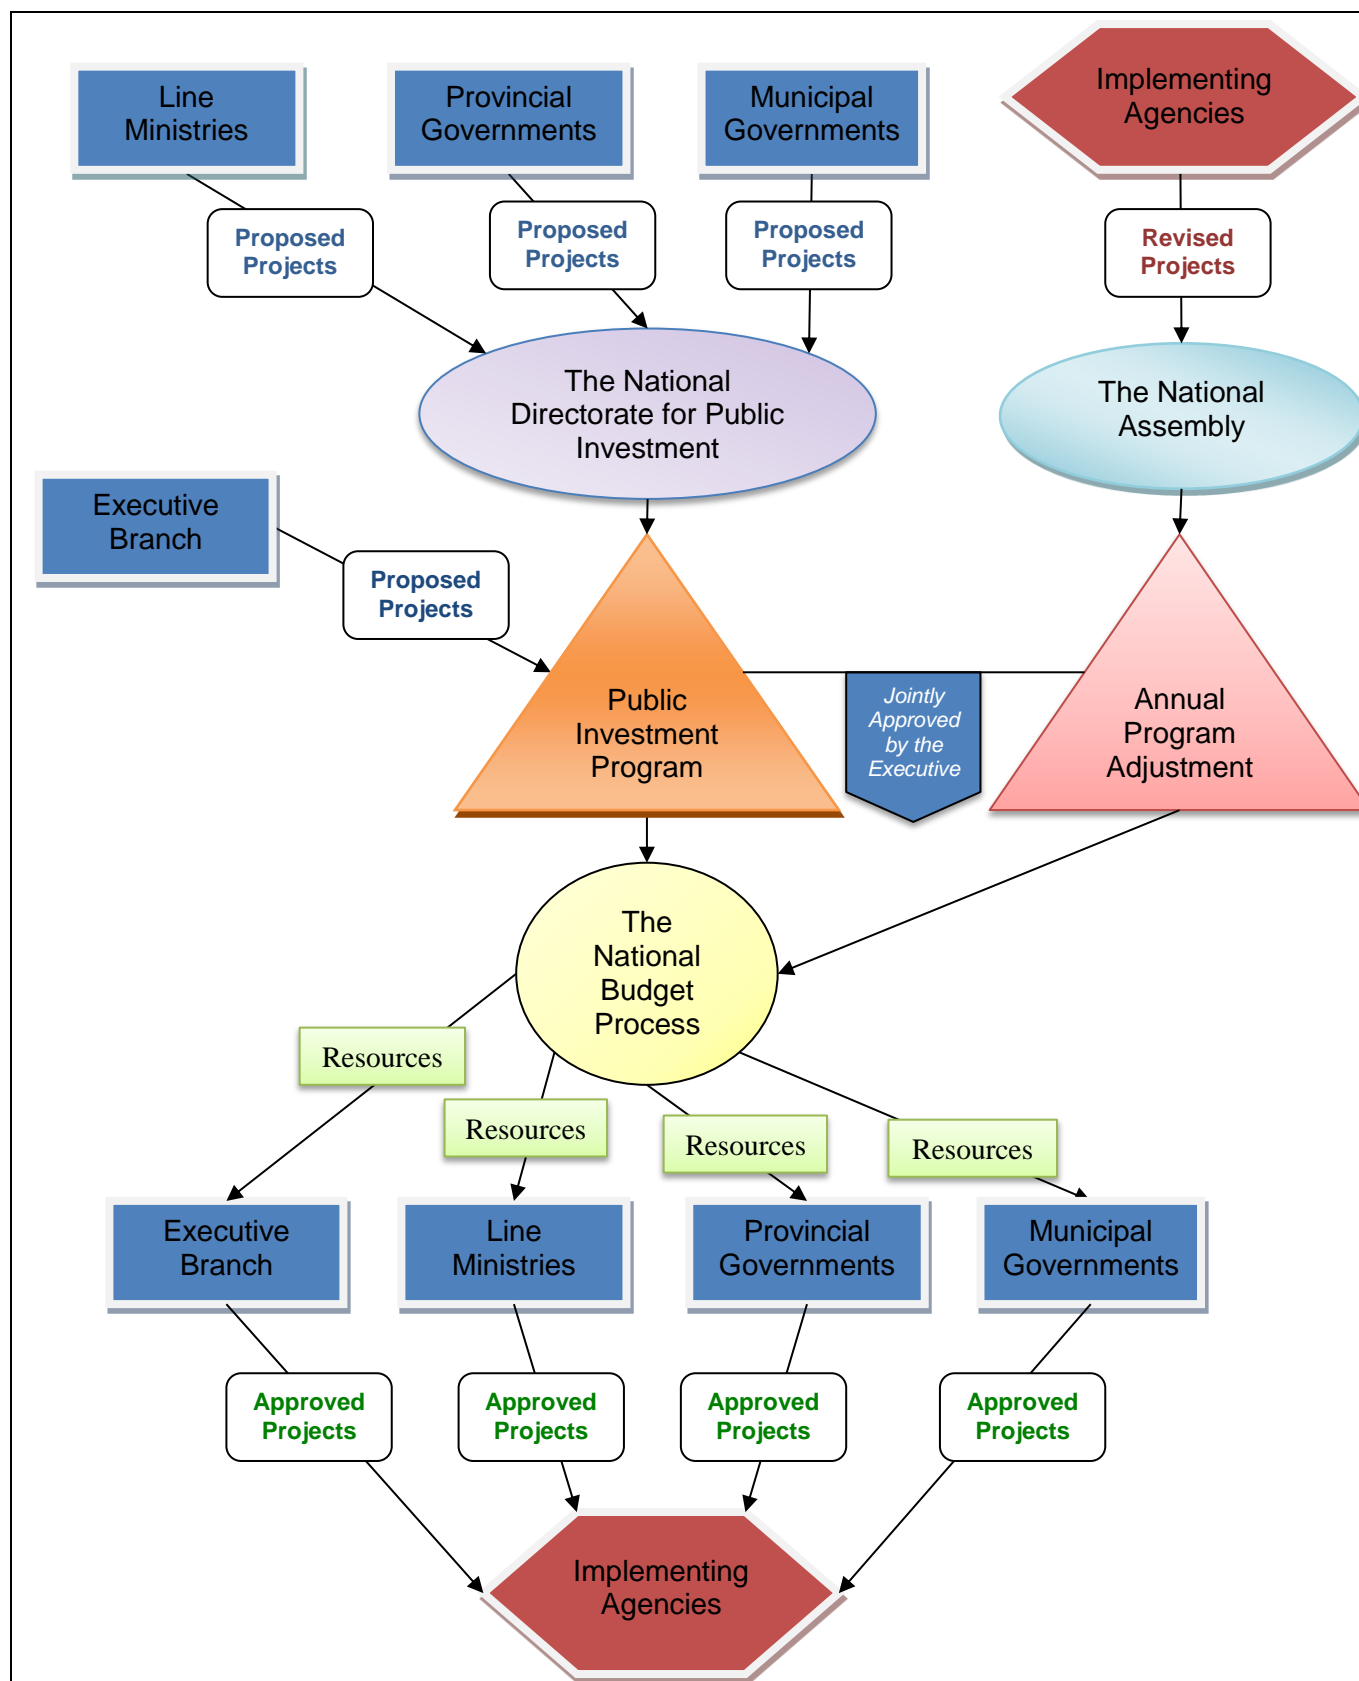 Line
Ministries
Provincial
Governments
Municipal
Governments
Implementing
Agencies
Proposed
Projects
Proposed
Projects
Proposed
Projects
Revised
Projects
The National
Directorate for Public
Investment
The National
Assembly
Executive
Branch
Proposed
Projects
Public
Investment
Program
Jointly
Approved
by the
Executive
Annual
Program
Adjustment
The
National
Budget
Process
Resources
Resources
Resources
Resources
Executive
Branch
Line
Ministries
Provincial
Governments
Municipal
Governments
Approved
Projects
Approved
Projects
Approved
Projects
Approved
Projects
Implementing
Agencies